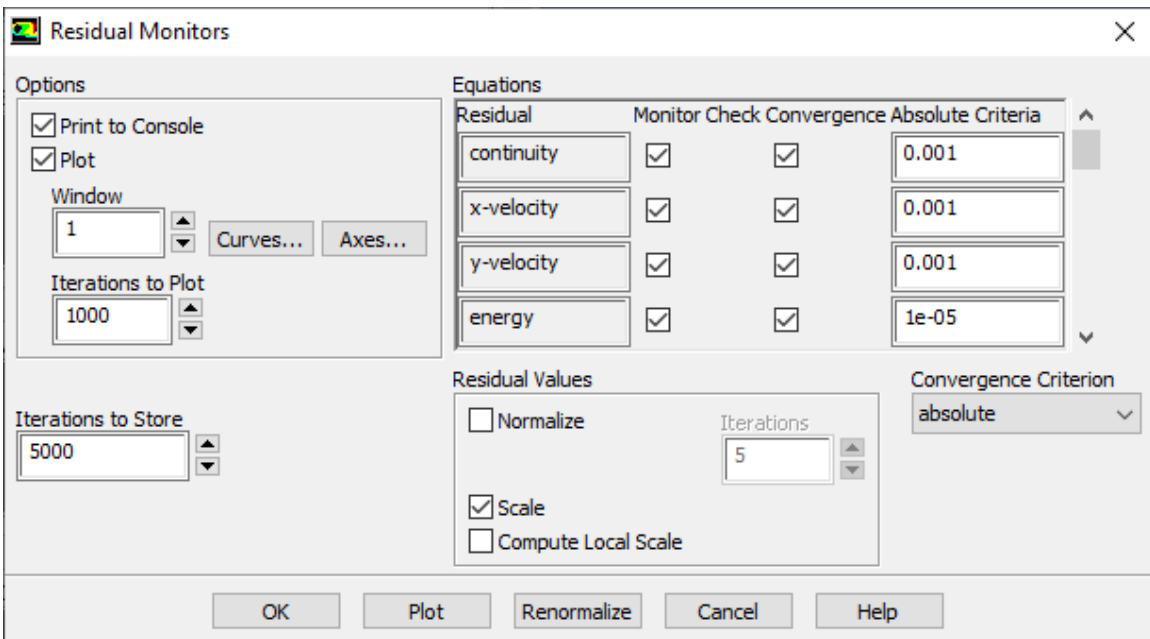 Residual Monitors
Options
Print to Console
Plot
Window
1
Curves...
Axes...
Iterations to Plot
1000
Iterations to Store
5000
Equations
Residual Monitor Check Convergence Absolute Criteria
continuity 0.001
x-velocity 0.001
y-velocity 0.001
energy 1e-05
Residual Values
Normalize
Iterations
5
Scale
Compute Local Scale
Convergence Criterion
absolute
OK
Plot
Renormalize
Cancel
Help